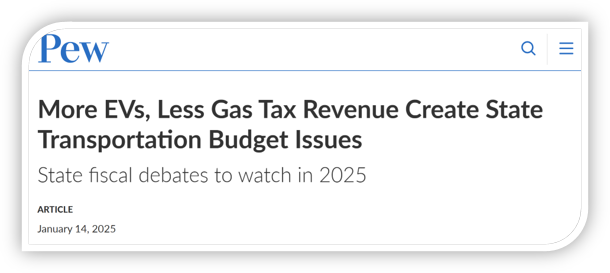 Pew
More EVs, Less Gas Tax Revenue Create State
Transportation Budget Issues
State fiscal debates to watch in 2025
ARTICLE
January 14, 2025